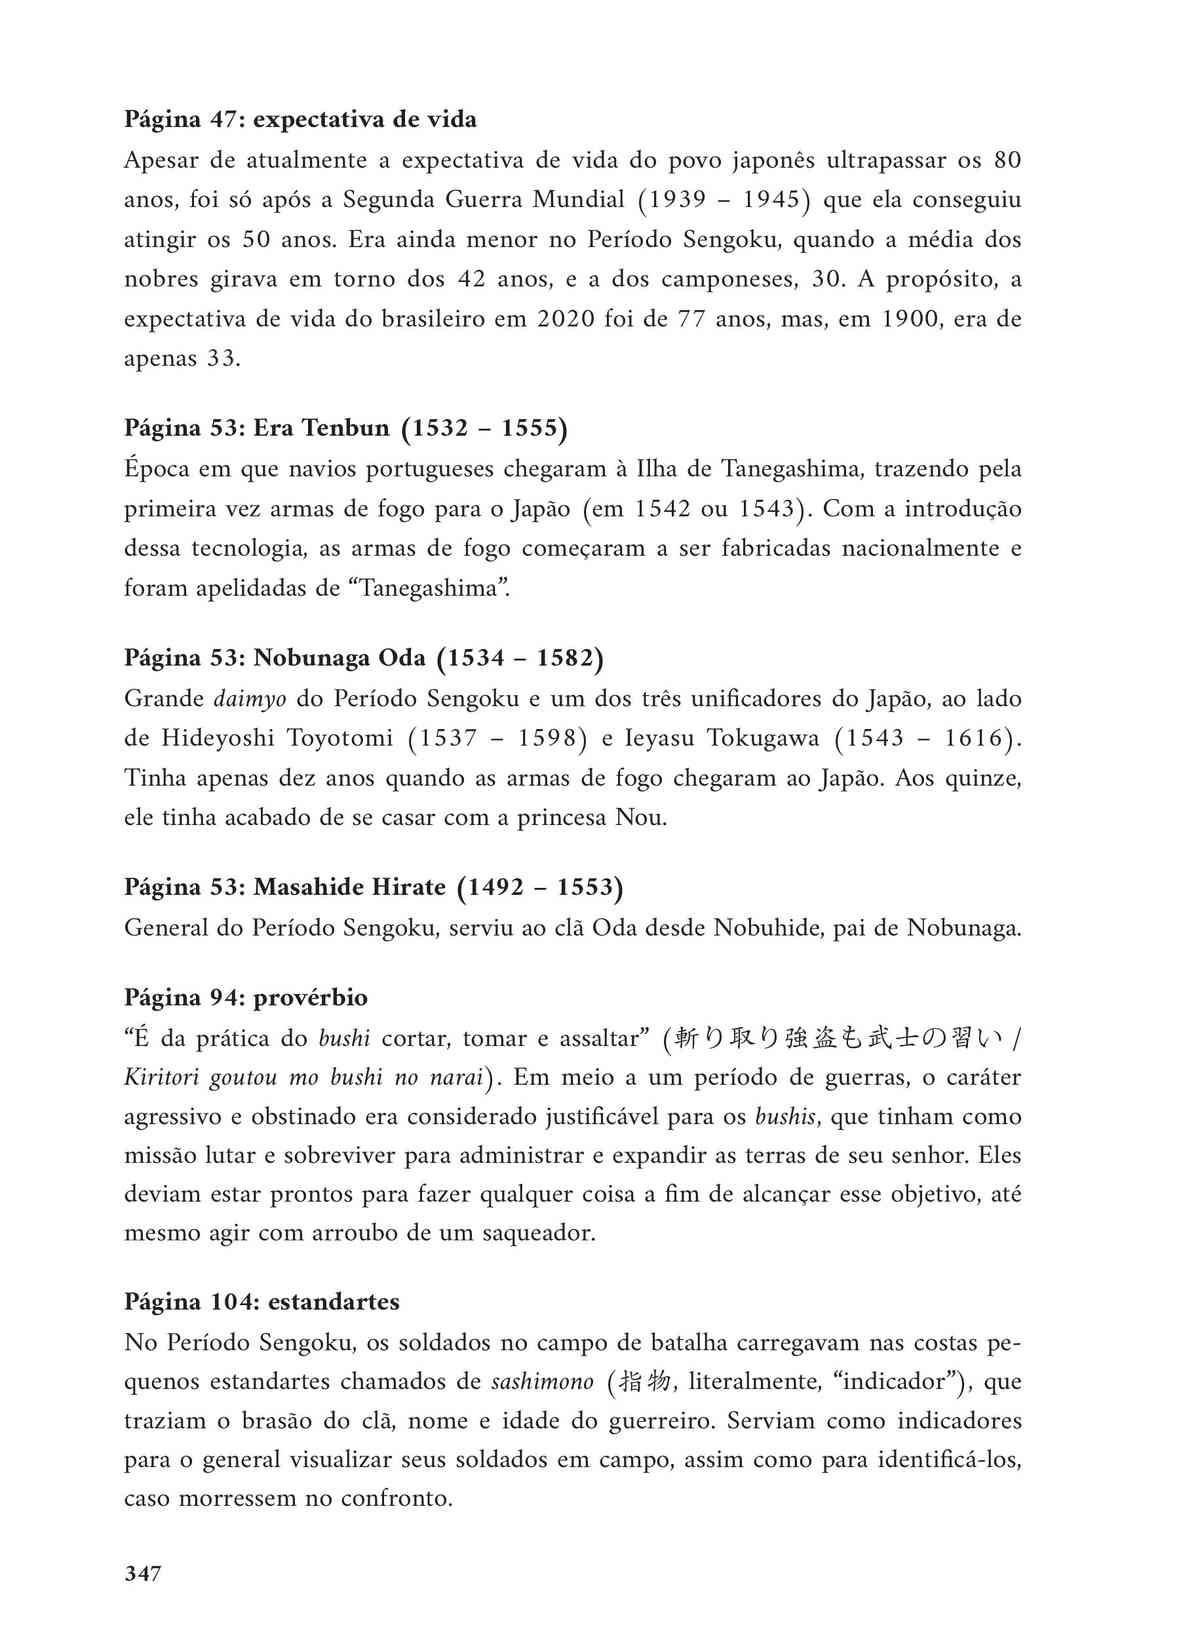 Página 47: expectativa de vida
Apesar de atualmente a expectativa de vida do povo japonês ultrapassar os 80
anos, foi só após a Segunda Guerra Mundial (1939 – 1945) que ela conseguiu
atingir os 50 anos. Era ainda menor no Período Sengoku, quando a média dos
nobres girava em torno dos 42 anos, e a dos camponeses, 30. A propósito, a
expectativa de vida do brasileiro em 2020 foi de 77 anos, mas, em 1900, era de
apenas 33.
Página 53: Era Tenbun (1532 – 1555)
Época em que navios portugueses chegaram à Ilha de Tanegashima, trazendo pela
primeira vez armas de fogo para o Japão (em 1542 ou 1543). Com a introdução
dessa tecnologia, as armas de fogo começaram a ser fabricadas nacionalmente e
foram apelidadas de “Tanegashima”.
Página 53: Nobunaga Oda (1534 – 1582)
Grande daimyo do Período Sengoku e um dos três unificadores do Japão, ao lado
de Hideyoshi Toyotomi (1537 – 1598) e Ieyasu Tokugawa (1543 – 1616).
Tinha apenas dez anos quando as armas de fogo chegaram ao Japão. Aos quinze,
ele tinha acabado de se casar com a princesa Nou.
Página 53: Masahide Hirate (1492 – 1553)
General do Período Sengoku, serviu ao clã Oda desde Nobuhide, pai de Nobunaga.
Página 94: provérbio
“É da prática do bushi cortar, tomar e assaltar” (斬り取り強盗も武士の習い /
Kiritori goutou mo bushi no narai). Em meio a um período de guerras, o caráter
agressivo e obstinado era considerado justificável para os bushis, que tinham como
missão lutar e sobreviver para administrar e expandir as terras de seu senhor. Eles
deviam estar prontos para fazer qualquer coisa a fim de alcançar esse objetivo, até
mesmo agir com arroubo de um saqueador.
Página 104: estandartes
No Período Sengoku, os soldados no campo de batalha carregavam nas costas pe-
quenos estandartes chamados de sashimono (指物, literalmente, “indicador”), que
traziam o brasão do clã, nome e idade do guerreiro. Serviam como indicadores
para o general visualizar seus soldados em campo, assim como para identificá-los,
caso morressem no confronto.
347